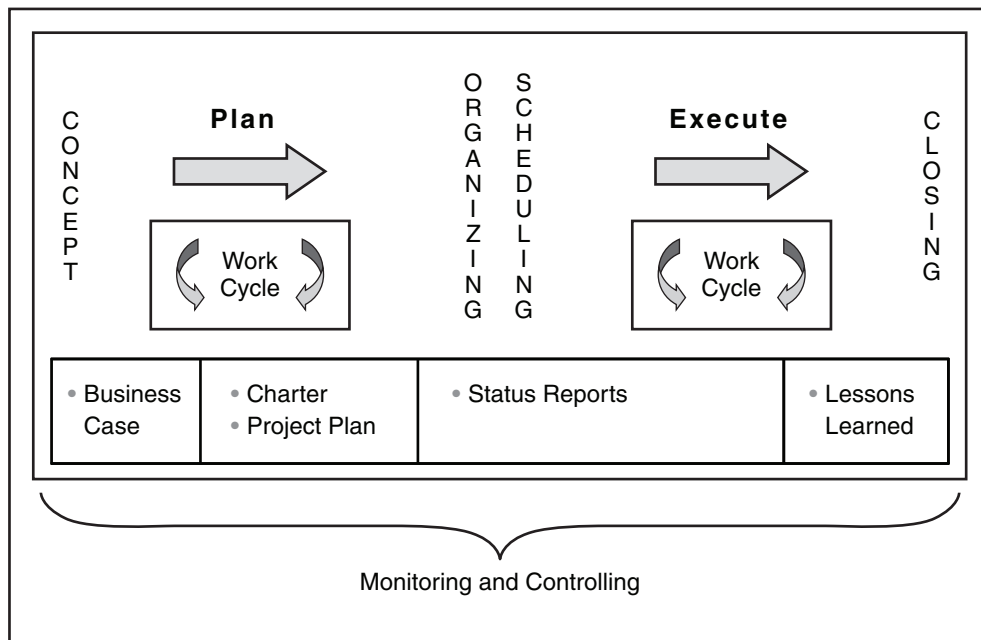 CONCEPT
Plan
Work
Cycle
ORGANIZING
SCHEDULING
Execute
Work
Cycle
CLOSING
• Business
Case
• Charter
• Project Plan
• Status Reports
• Lessons
Learned
Monitoring and Controlling